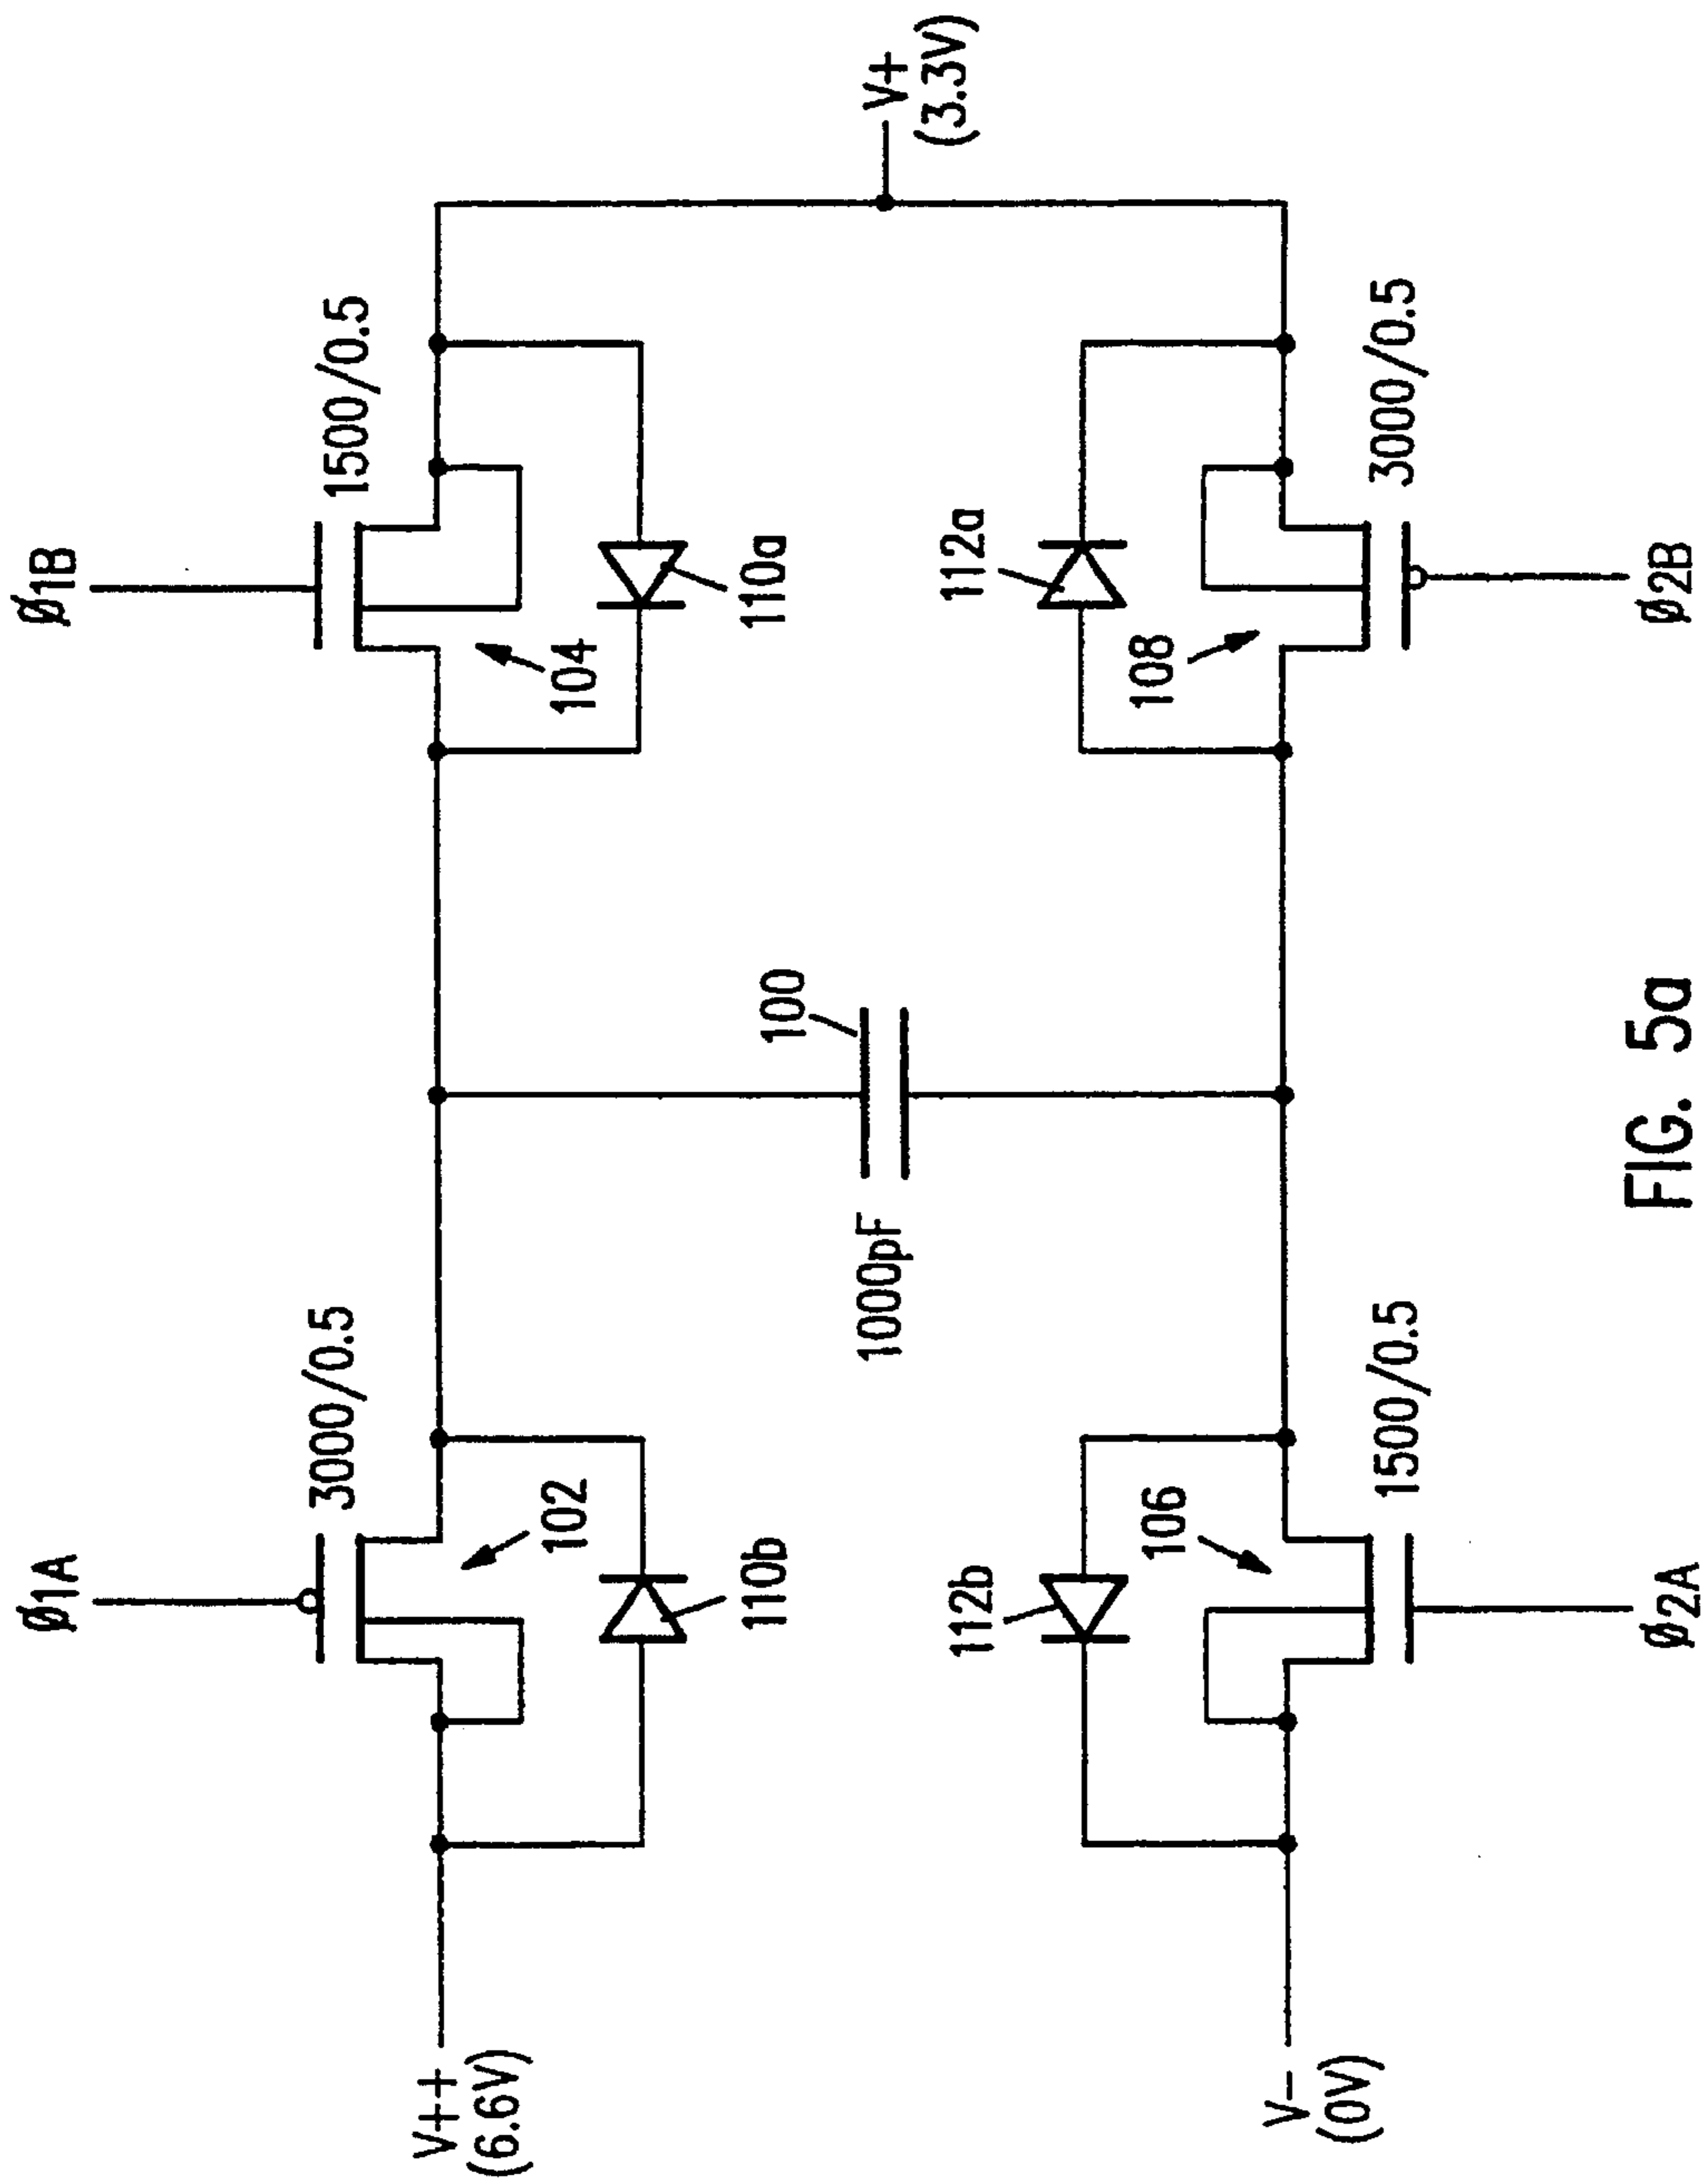 V++
(6.6V)
Ø1A
3000/0.5
102
110b
Ø1B
1500/0.5
104
110a
V+
(3.3V)
1000pF
100
V-
(0V)
112b
106
1500/0.5
Ø2A
112a
108
3000/0.5
Ø2B
FIG. 5a